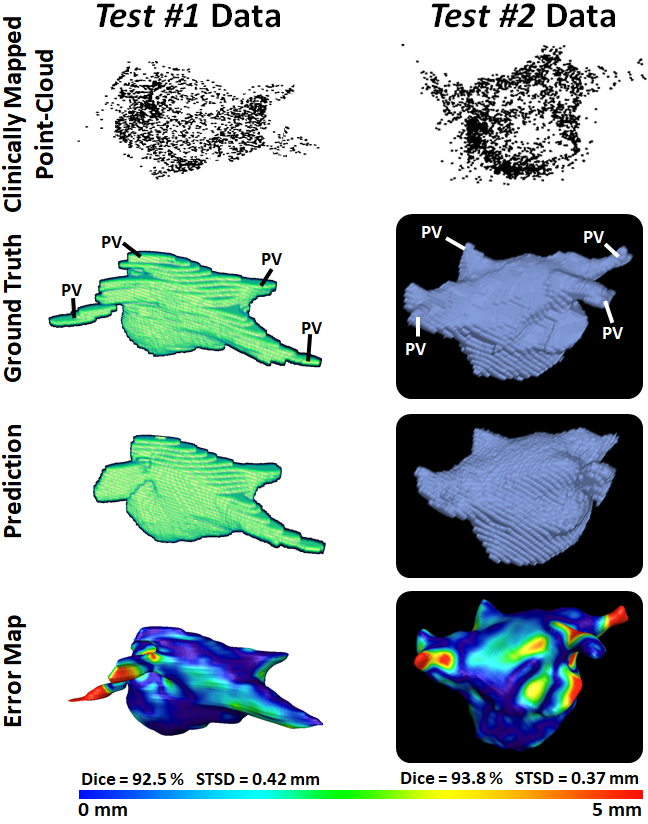 Test #1 Data
Test #2 Data
Clinically Mapped
Point-Cloud
Ground Truth
PV
PV
PV
PV
PV
PV
PV
PV
Prediction
Error Map
Dice = 92.5 % STSD = 0.42 mm
Dice = 93.8 % STSD = 0.37 mm
0 mm
5 mm